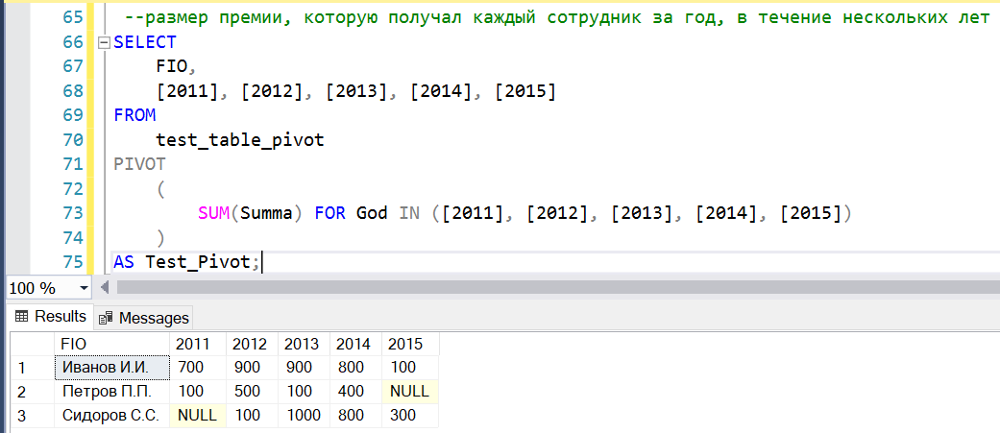 65 --размер премии, которую получал каждый сотрудник за год, в течение нескольких лет
66 SELECT
67 FIO,
68 [2011], [2012], [2013], [2014], [2015]
69 FROM
70 test_table_pivot
71 PIVOT
72 (
73 SUM(Summa) FOR God IN ([2011], [2012], [2013], [2014], [2015])
74 )
75 AS Test_Pivot;
100 %
Results Messages
FIO 2011 2012 2013 2014 2015
1 Иванов И.И. 700 900 900 800 100
2 Петров П.П. 100 500 100 400 NULL
3 Сидоров С.С. NULL 100 1000 800 300